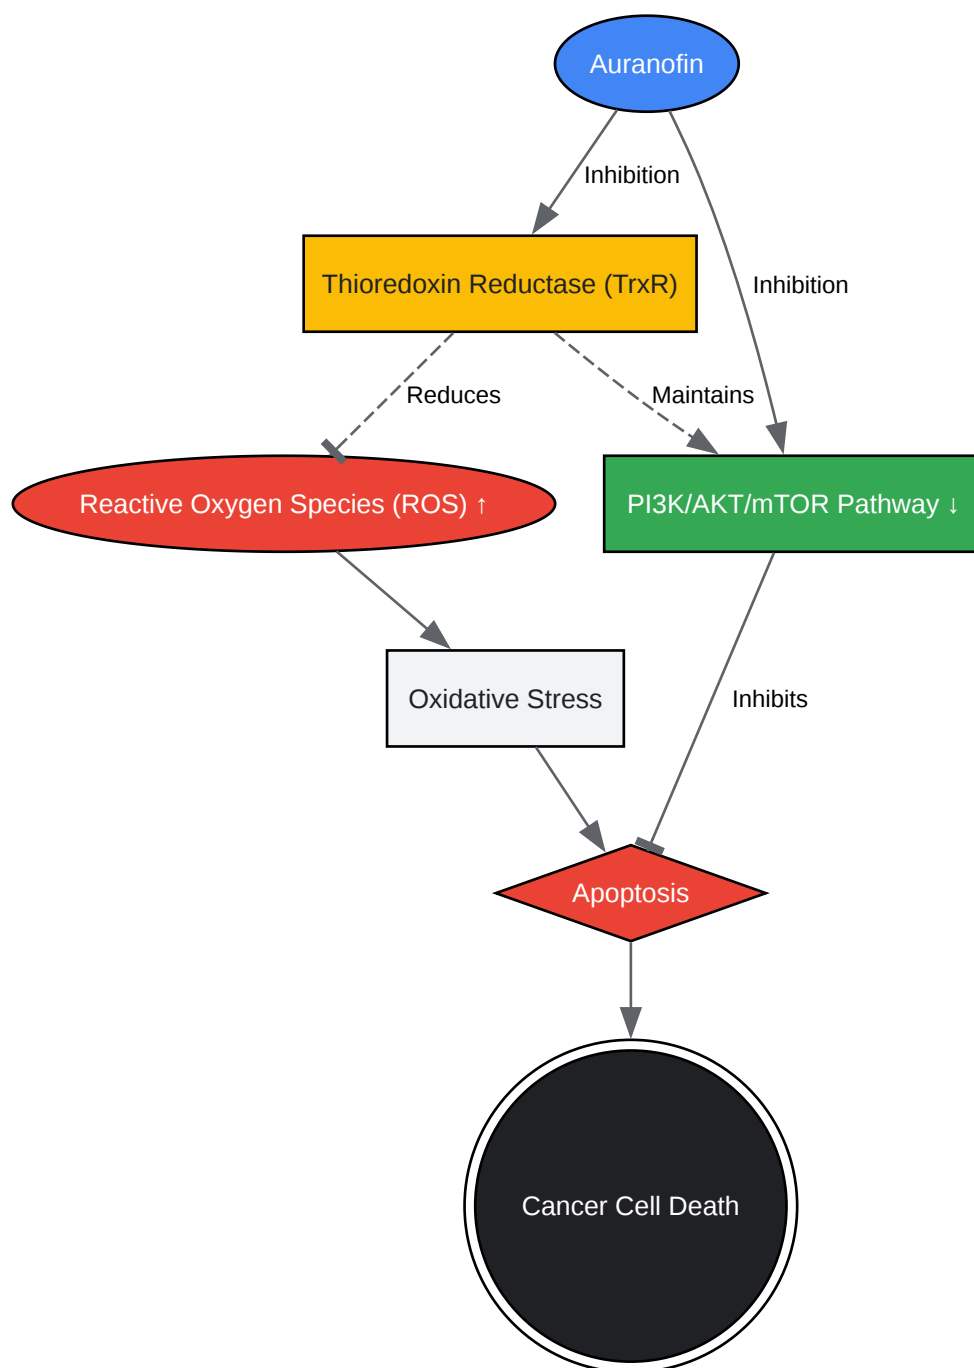 Auranofin
Inhibition
Thioredoxin Reductase (TrxR)
Inhibition
Reduces
Maintains
Reactive Oxygen Species (ROS) ↑
PI3K/AKT/mTOR Pathway ↓
Oxidative Stress
Inhibits
Apoptosis
Cancer Cell Death